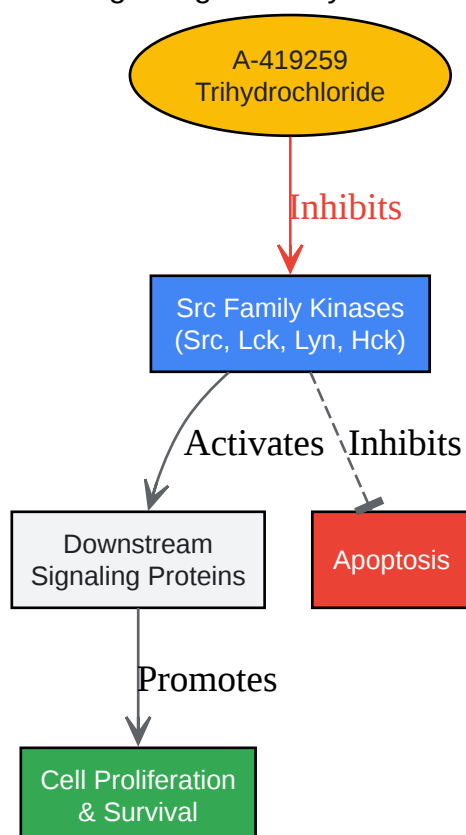 A-419259
Trihydrochloride
Inhibits
Src Family Kinases
(Src, Lck, Lyn, Hck)
Activates
Inhibits
Downstream
Signaling Proteins
Apoptosis
Promotes
Cell Proliferation
& Survival